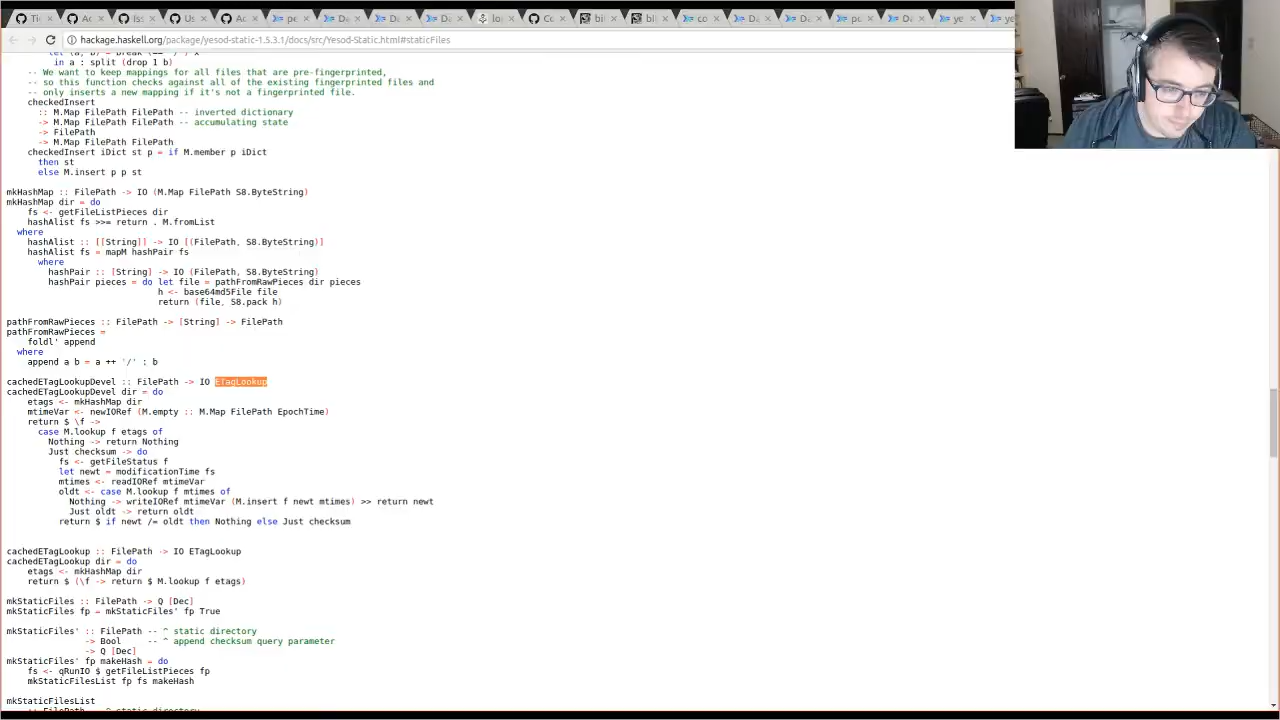 Ac
Us
Ac
De
De
Da
hackage.haskell.org/package/yesod-static-1.5.3.1/docs/src/Yesod-Static.html#staticFiles
in a : split (drop 1 b)
-- We want to keep mappings for all files that are pre-fingerprinted,
-- so this function checks against all of the existing fingerprinted files and
-- only inserts a new mapping if it's not a fingerprinted file.
checkedInsert
:: M.Map FilePath FilePath -- inverted dictionary
-> M.Map FilePath FilePath -- accumulating state
-> FilePath
-> M.Map FilePath FilePath
checkedInsert iDict st p = if M.member p iDict
then st
else M.insert p p st
mkHashMap :: FilePath -> IO (M.Map FilePath S8.ByteString)
mkHashMap dir = do
fs <- getFileListPieces dir
hashAlist fs >>= return . M.fromList
where
hashAlist :: [[String]] -> IO [(FilePath, S8.ByteString)]
hashAlist fs = mapM hashPair fs
where
hashPair :: [String] -> IO (FilePath, S8.ByteString)
hashPair pieces = do let file = pathFromRawPieces dir pieces
h <- base64md5File file
return (file, S8.pack h)
pathFromRawPieces :: FilePath -> [String] -> FilePath
pathFromRawPieces =
foldl' append
where
append a b = a ++ '/' : b
cachedETagLookupDevel :: FilePath -> IO ETagLookup
cachedETagLookupDevel dir = do
etags <- mkHashMap dir
mtimeVar <- newIORef (M.empty :: M.Map FilePath EpochTime)
return $ \f ->
case M.lookup f etags of
Nothing -> return Nothing
Just checksum -> do
fs <- getFileStatus f
let newt = modificationTime fs
mtimes <- readIORef mtimeVar
oldt <- case M.lookup f mtimes of
Nothing -> writeIORef mtimeVar (M.insert f newt mtimes) >> return newt
Just oldt -> return oldt
return $ if newt /= oldt then Nothing else Just checksum
cachedETagLookup :: FilePath -> IO ETagLookup
cachedETagLookup dir = do
etags <- mkHashMap dir
return $ (\f -> return $ M.lookup f etags)
mkStaticFiles :: FilePath -> Q [Dec]
mkStaticFiles fp = mkStaticFiles' fp True
mkStaticFiles' :: FilePath -- ^ static directory
-> Bool -- ^ append checksum query parameter
-> Q [Dec]
mkStaticFiles' fp makeHash = do
fs <- qRunIO $ getFileListPieces fp
mkStaticFilesList fp fs makeHash
mkStaticFilesList